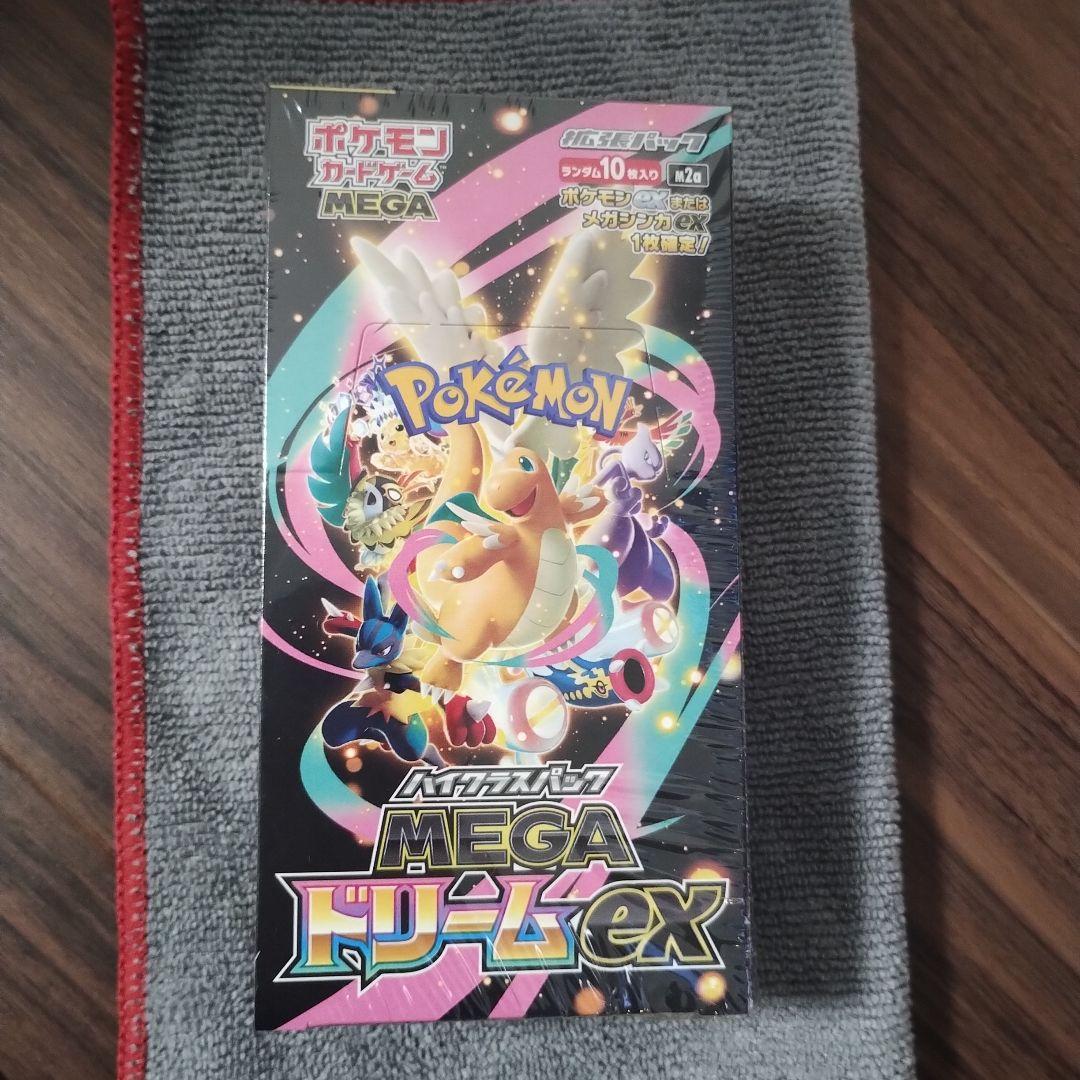 ポケモン
カードゲーム™
MEGA
拡張パック
ランダム10枚入り M2a
ポケモンexまたは
メガシンカex
1枚確定!
POKéMON™
ハイクラスパック
MEGA
ドリームex